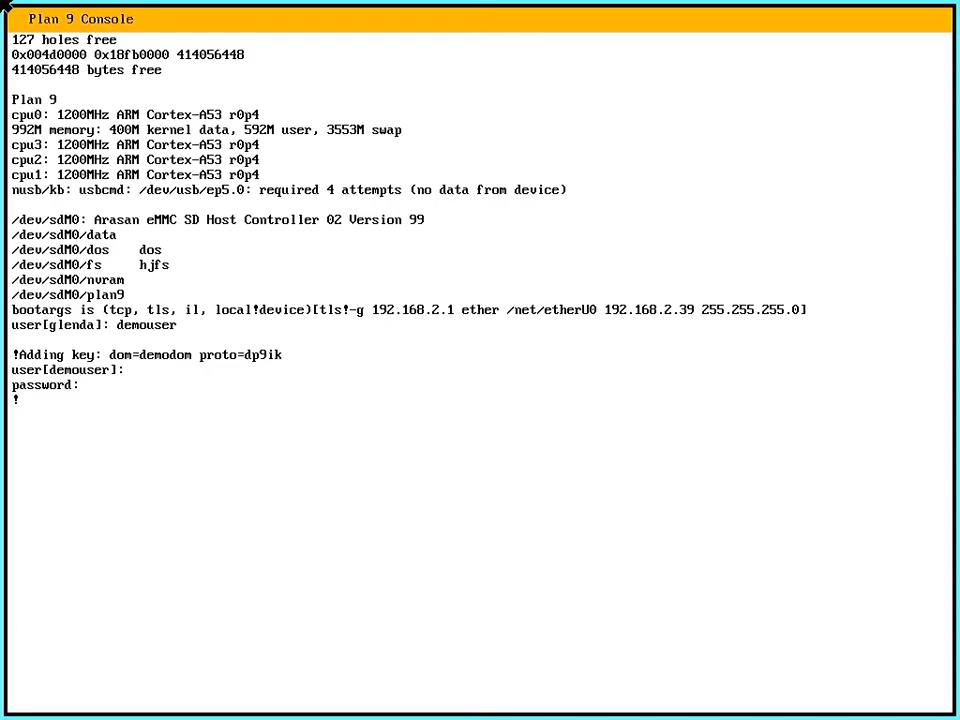 Plan 9 Console
127 holes free
0x004d0000 0x18fb0000 414056448
414056448 bytes free
Plan 9
cpu0: 1200MHz ARM Cortex-A53 r0p4
992M memory: 400M kernel data, 592M user, 3553M swap
cpu3: 1200MHz ARM Cortex-A53 r0p4
cpu2: 1200MHz ARM Cortex-A53 r0p4
cpu1: 1200MHz ARM Cortex-A53 r0p4
nusb/kb: usbcmd: /dev/usb/ep5.0: required 4 attempts (no data from device)
/dev/sdM0: Arasan eMMC SD Host Controller 02 Version 99
/dev/sdM0/data
/dev/sdM0/dos    dos
/dev/sdM0/fs     hjfs
/dev/sdM0/nvram
/dev/sdM0/plan9
bootargs is (tcp, tls, il, local!device)[tls!-g 192.168.2.1 ether /net/etherU0 192.168.2.39 255.255.255.0]
user[glenda]: demouser
!Adding key: dom=demodom proto=dp9ik
user[demouser]:
password:
!